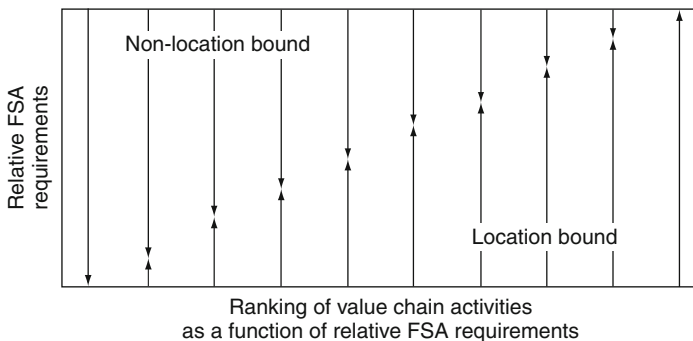 Non-location bound
Relative FSA
requirements
Location bound
Ranking of value chain activities
as a function of relative FSA requirements